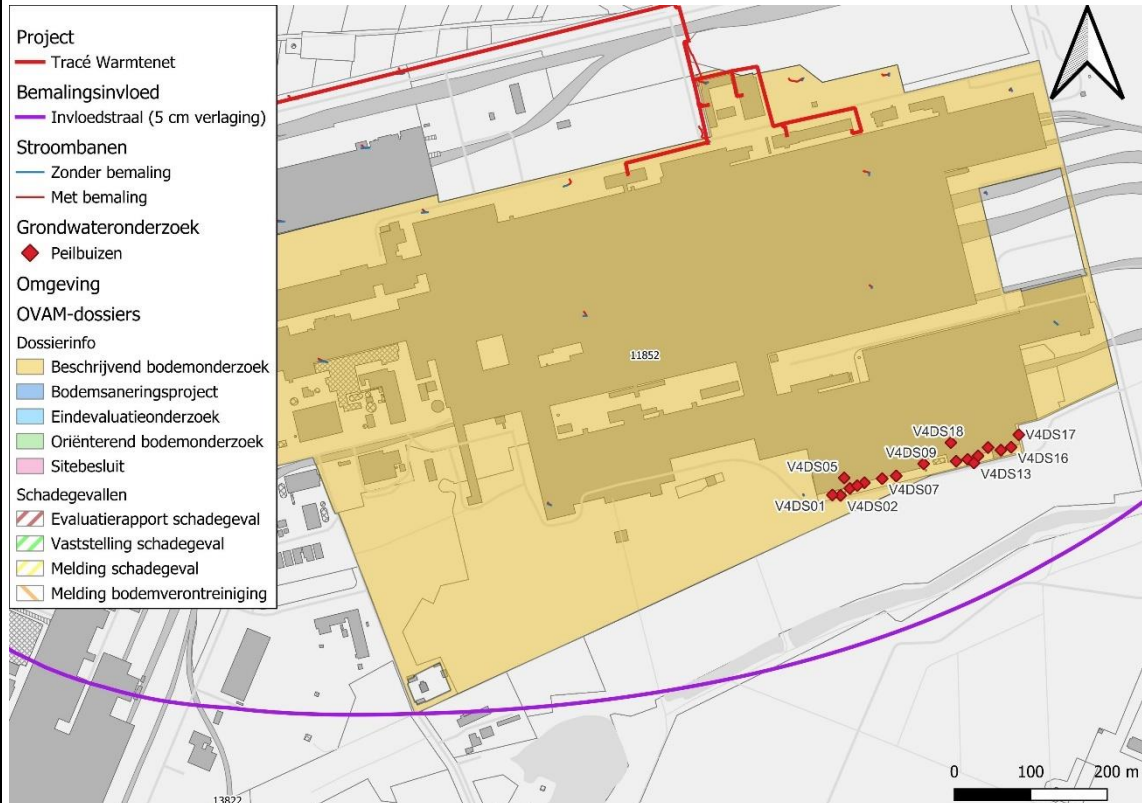 Project
Tracé Warmtenet
Bemalingsinvloed
Invloedstraal (5 cm verlaging)
Stroombanen
Zonder bemaling
Met bemaling
Grondwateronderzoek
Peilbuizen
Omgeving
OVAM-dossiers
Dossierinfo
Beschrijvend bodemonderzoek
Bodemsaneringsproject
Eindevaluatieonderzoek
Oriënterend bodemonderzoek
Sitebesluit
Schadegevallen
Evaluatierapport schadegeval
Vaststelling schadegeval
Melding schadegeval
Melding bodemverontreiniging
11852
V4DS18
V4DS17
V4DS09
V4DS16
V4DS05
V4DS13
V4DS07
V4DS01
V4DS02
13822
0 100 200 m